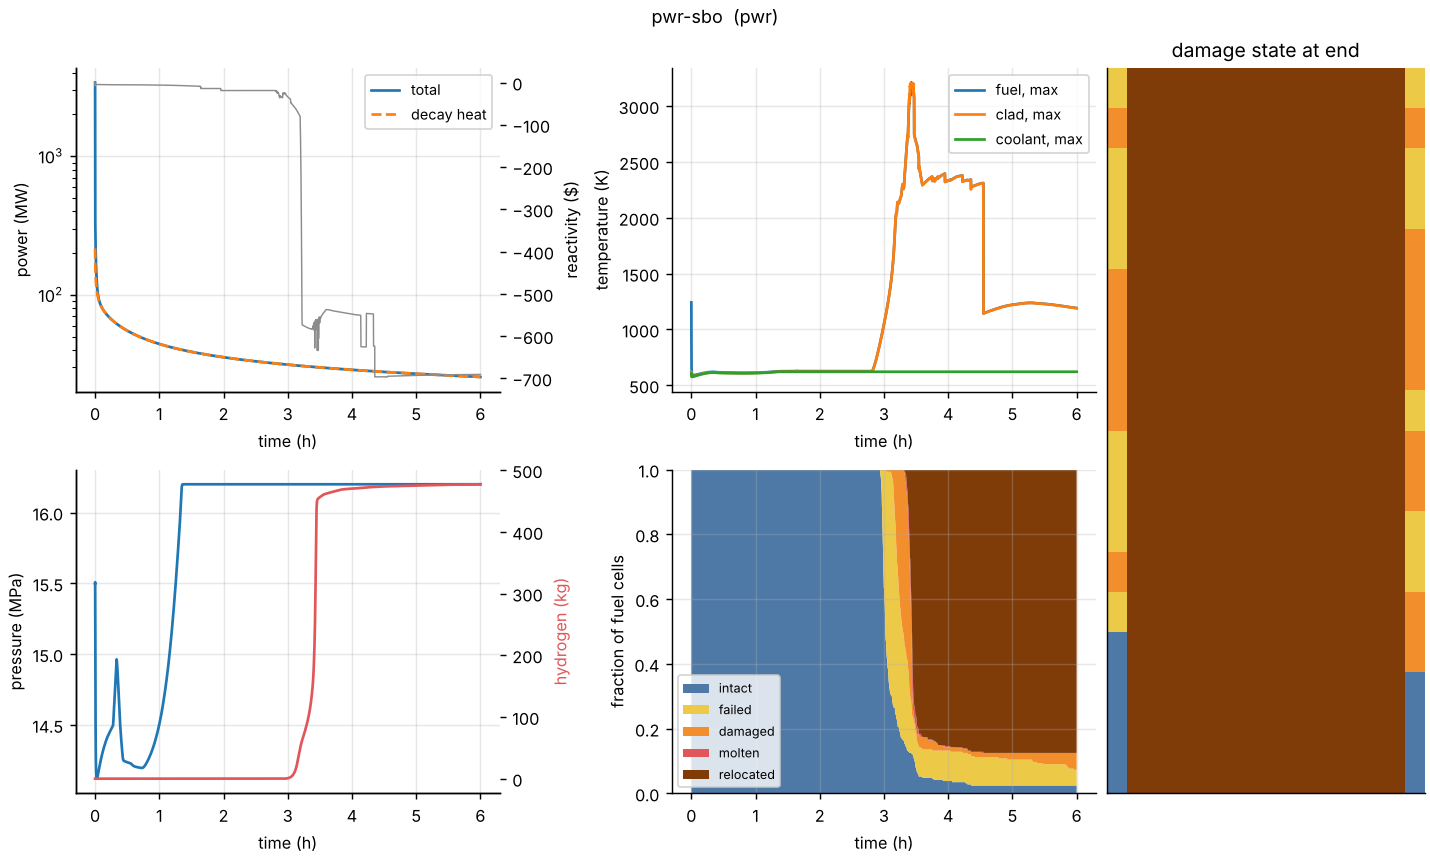 pwr-sbo  (pwr)
power (MW)
10³
10²
0
1
2
3
4
5
6
time (h)
total
decay heat
0
−100
−200
−300
−400
−500
−600
−700
reactivity ($)
temperature (K)
3000
2500
2000
1500
1000
500
0
1
2
3
4
5
6
time (h)
fuel, max
clad, max
coolant, max
damage state at end
pressure (MPa)
16.0
15.5
15.0
14.5
0
1
2
3
4
5
6
time (h)
500
400
300
200
100
0
hydrogen (kg)
fraction of fuel cells
1.0
0.8
0.6
0.4
0.2
0.0
0
1
2
3
4
5
6
time (h)
intact
failed
damaged
molten
relocated